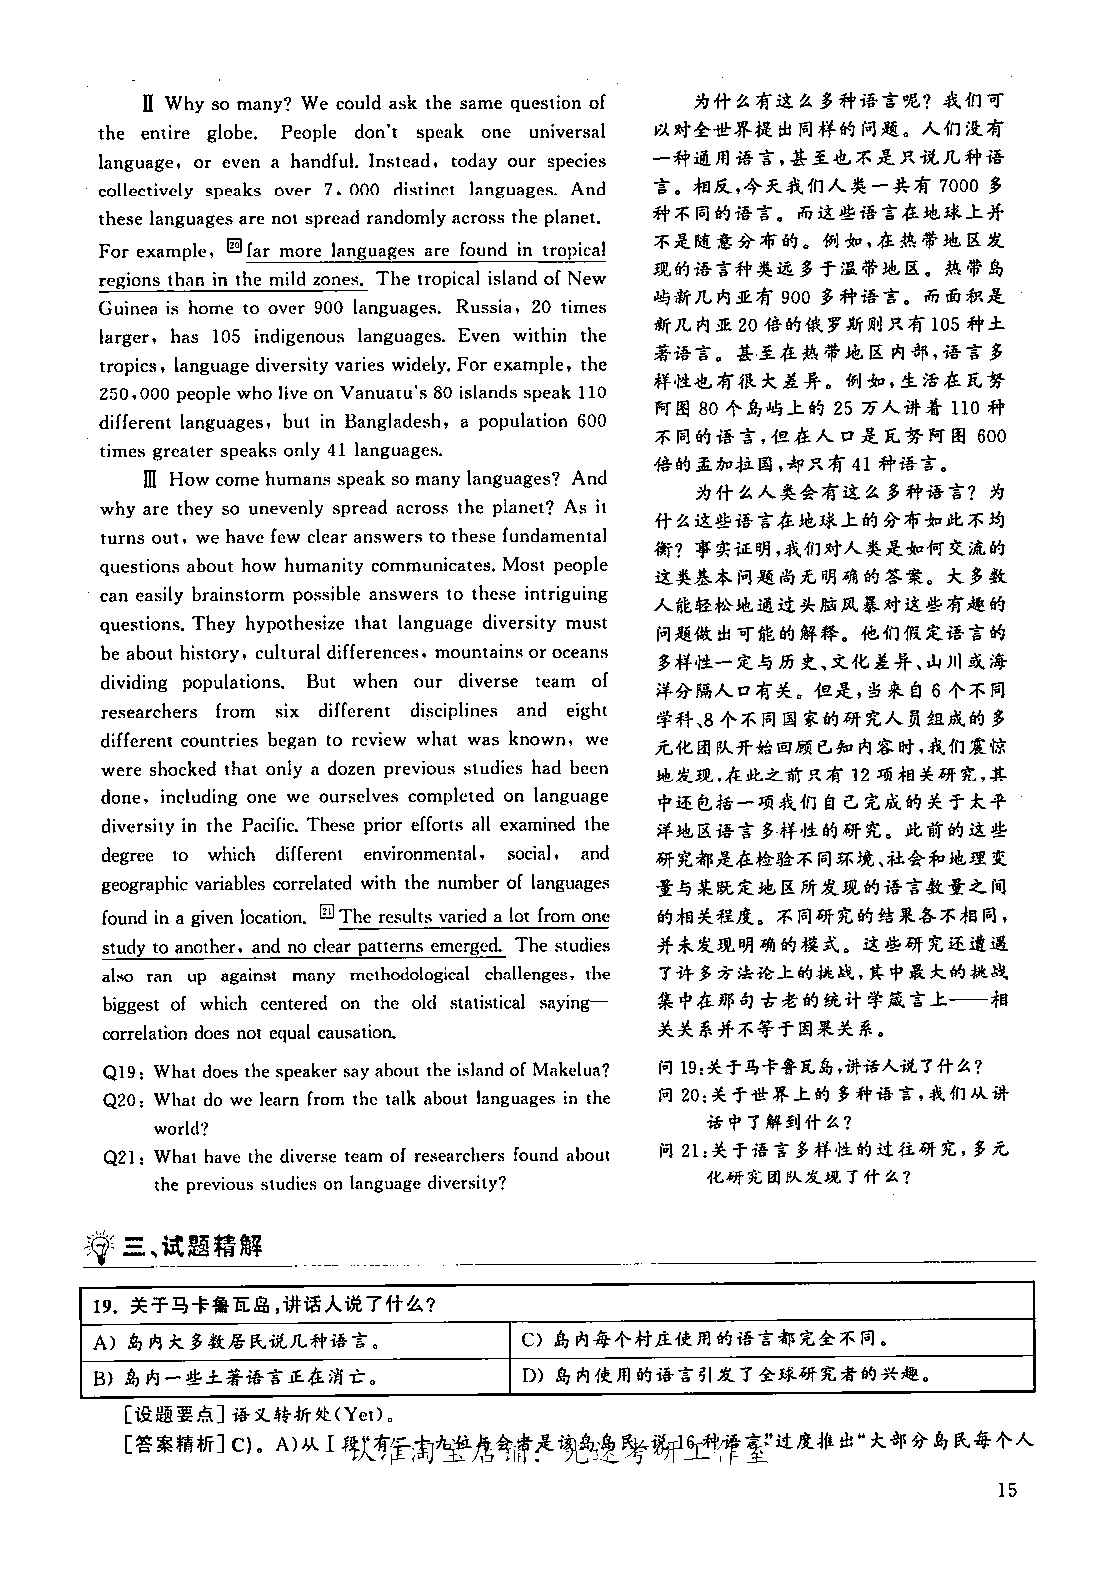 Ⅱ Why so many? We could ask the same question of
the entire globe. People don't speak one universal
language, or even a handful. Instead, today our species
collectively speaks over 7,000 distinct languages. And
these languages are not spread randomly across the planet.
For example, [20]far more languages are found in tropical
regions than in the mild zones. The tropical island of New
Guinea is home to over 900 languages. Russia, 20 times
larger, has 105 indigenous languages. Even within the
tropics, language diversity varies widely. For example, the
250,000 people who live on Vanuatu's 80 islands speak 110
different languages, but in Bangladesh, a population 600
times greater speaks only 41 languages.
Ⅲ How come humans speak so many languages? And
why are they so unevenly spread across the planet? As it
turns out, we have few clear answers to these fundamental
questions about how humanity communicates. Most people
can easily brainstorm possible answers to these intriguing
questions. They hypothesize that language diversity must
be about history, cultural differences, mountains or oceans
dividing populations. But when our diverse team of
researchers from six different disciplines and eight
different countries began to review what was known, we
were shocked that only a dozen previous studies had been
done, including one we ourselves completed on language
diversity in the Pacific. These prior efforts all examined the
degree to which different environmental, social, and
geographic variables correlated with the number of languages
found in a given location. [21]The results varied a lot from one
study to another, and no clear patterns emerged. The studies
also ran up against many methodological challenges, the
biggest of which centered on the old statistical saying—
correlation does not equal causation.
Q19: What does the speaker say about the island of Makelua?
Q20: What do we learn from the talk about languages in the
world?
Q21: What have the diverse team of researchers found about
the previous studies on language diversity?
为什么有这么多种语言呢？我们可
以对全世界提出同样的问题。人们没有
一种通用语言,甚至也不是只说几种语
言。相反,今天我们人类一共有 7000 多
种不同的语言。而这些语言在地球上并
不是随意分布的。例如,在热带地区发
现的语言种类远多于温带地区。热带岛
屿新几内亚有 900 多种语言。而面积是
新几内亚 20 倍的俄罗斯则只有 105 种土
著语言。甚至在热带地区内部,语言多
样性也有很大差异。例如,生活在瓦努
阿图 80 个岛屿上的 25 万人讲着 110 种
不同的语言,但在人口是瓦努阿图 600
倍的孟加拉国,却只有 41 种语言。
为什么人类会有这么多种语言？为
什么这些语言在地球上的分布如此不均
衡？事实证明,我们对人类是如何交流的
这类基本问题尚无明确的答案。大多数
人能轻松地通过头脑风暴对这些有趣的
问题做出可能的解释。他们假定语言的
多样性一定与历史、文化差异、山川或海
洋分隔人口有关。但是,当来自 6 个不同
学科、8 个不同国家的研究人员组成的多
元化团队开始回顾已知内容时,我们震惊
地发现,在此之前只有 12 项相关研究,其
中还包括一项我们自己完成的关于太平
洋地区语言多样性的研究。此前的这些
研究都是在检验不同环境、社会和地理变
量与某既定地区所发现的语言数量之间
的相关程度。不同研究的结果各不相同,
并未发现明确的模式。这些研究还遭遇
了许多方法论上的挑战,其中最大的挑战
集中在那句古老的统计学箴言上——相
关关系并不等于因果关系。
问 19:关于马卡鲁瓦岛,讲话人说了什么？
问 20:关于世界上的多种语言,我们从讲
话中了解到什么？
问 21:关于语言多样性的过往研究,多元
化研究团队发现了什么？
三、试题精解
19. 关于马卡鲁瓦岛,讲话人说了什么？
A) 岛内大多数居民说几种语言。
C) 岛内每个村庄使用的语言都完全不同。
B) 岛内一些土著语言正在消亡。
D) 岛内使用的语言引发了全球研究者的兴趣。
[设题要点] 语义转折处(Yet)。
[答案精析] C)。A)从Ⅰ段“有二十九位与会者是该岛岛民,说16种语言”过度推出“大部分岛民每个人
15